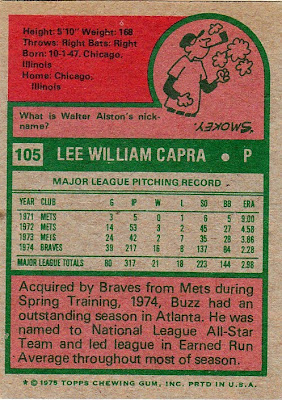 Height: 5'10" Weight: 168
Throws: Right Bats: Right
Born: 10-1-47. Chicago,
Illinois
Home: Chicago,
Illinois
What is Walter Alston's nick-
name?
"SMOKEY."
105 LEE WILLIAM CAPRA • P
MAJOR LEAGUE PITCHING RECORD
YEAR CLUB G IP W L SO BB ERA
1971 METS 3 5 0 1 6 5 9.00
1972 METS 14 53 3 2 45 27 4.58
1973 METS 24 42 2 7 35 28 3.86
1974 BRAVES 39 217 16 8 137 84 2.28
MAJOR LEAGUE TOTALS 80 317 21 18 223 144 2.98
Acquired by Braves from Mets during
Spring Training, 1974, Buzz had an
outstanding season in Atlanta. He was
named to National League All-Star
Team and led league in Earned Run
Average throughout most of season.
★ © 1975 TOPPS CHEWING GUM, INC. PRTD IN U.S.A.